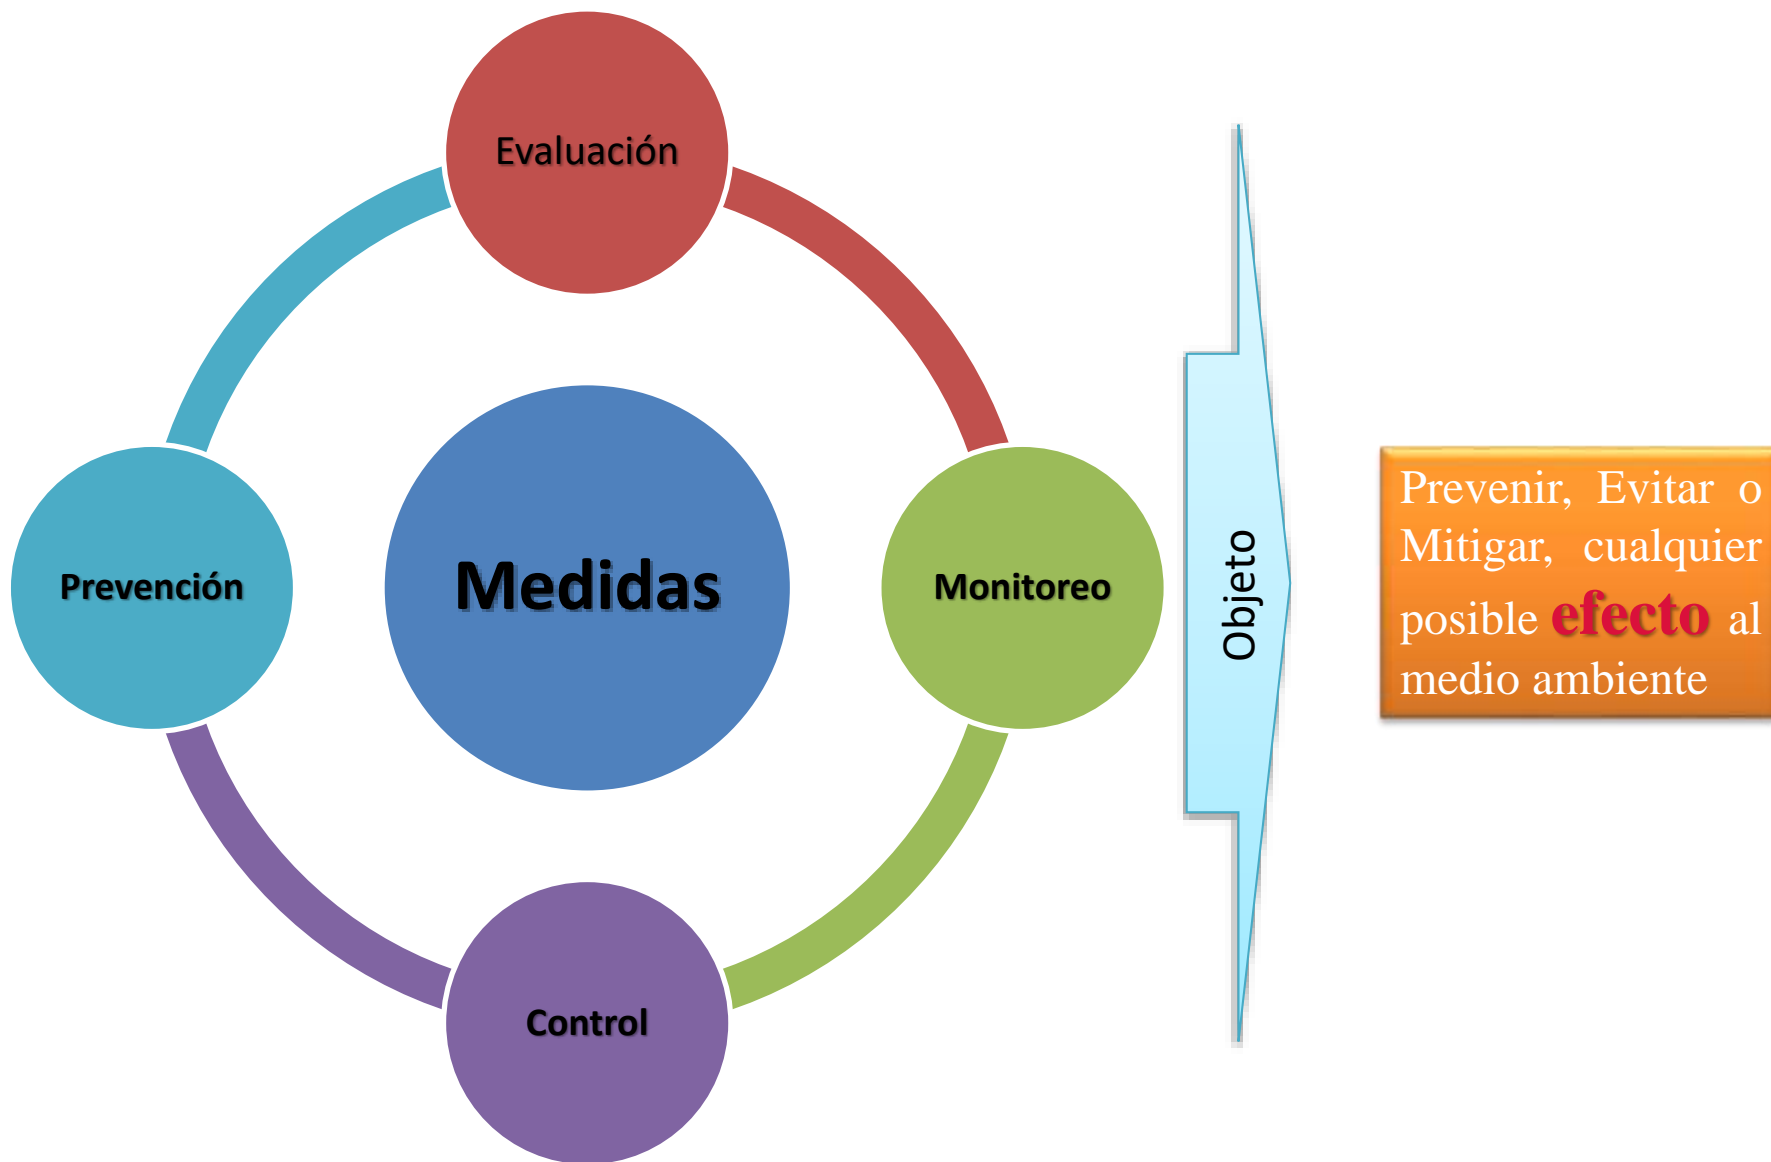 Evaluación
Prevención
Medidas
Monitoreo
Control
Objeto
Prevenir, Evitar o
Mitigar, cualquier
posible efecto al
medio ambiente